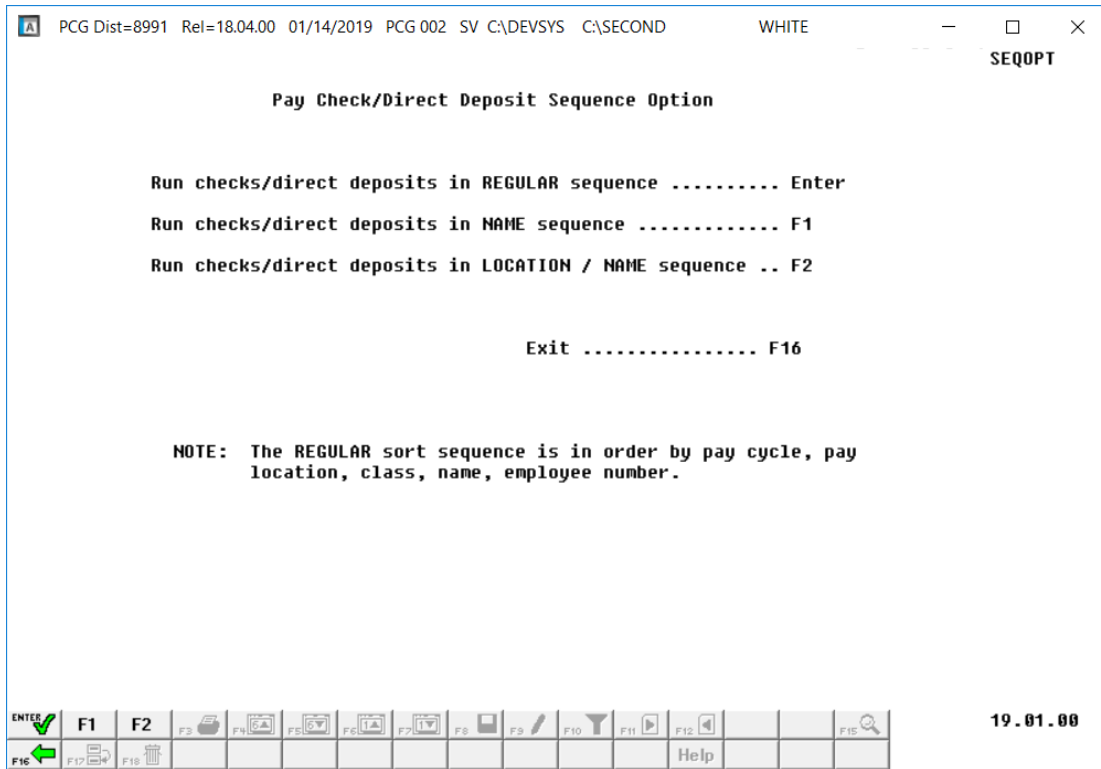 A PCG Dist=8991 Rel=18.04.00 01/14/2019 PCG 002 SV C:\DEVSYS C:\SECOND WHITE
SEQOPT
Pay Check/Direct Deposit Sequence Option
Run checks/direct deposits in REGULAR sequence .......... Enter
Run checks/direct deposits in NAME sequence ............. F1
Run checks/direct deposits in LOCATION / NAME sequence .. F2
Exit ................ F16
NOTE: The REGULAR sort sequence is in order by pay cycle, pay
location, class, name, employee number.
ENTER F1 F2 F3 F4 6 F5 6 F6 1 F7 1 F8 F9 F10 F11 F12 F15 19.01.00
F16 F17 F18 Help